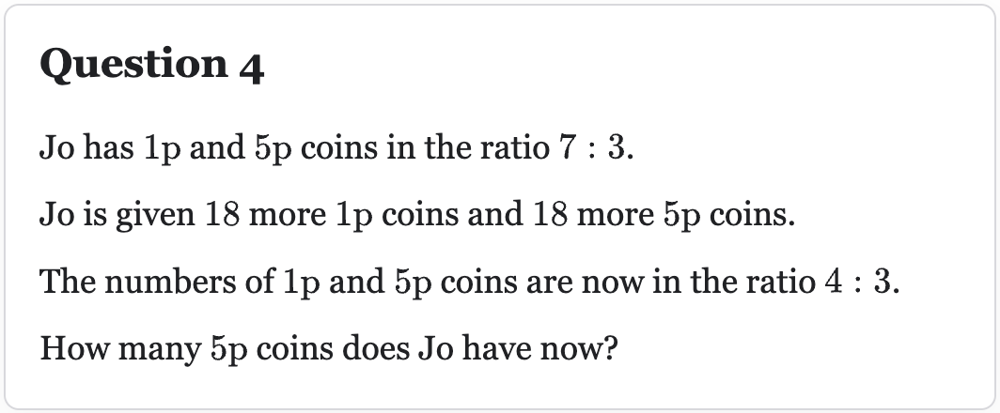 Question 4
Jo has 1p and 5p coins in the ratio 7 : 3.
Jo is given 18 more 1p coins and 18 more 5p coins.
The numbers of 1p and 5p coins are now in the ratio 4 : 3.
How many 5p coins does Jo have now?